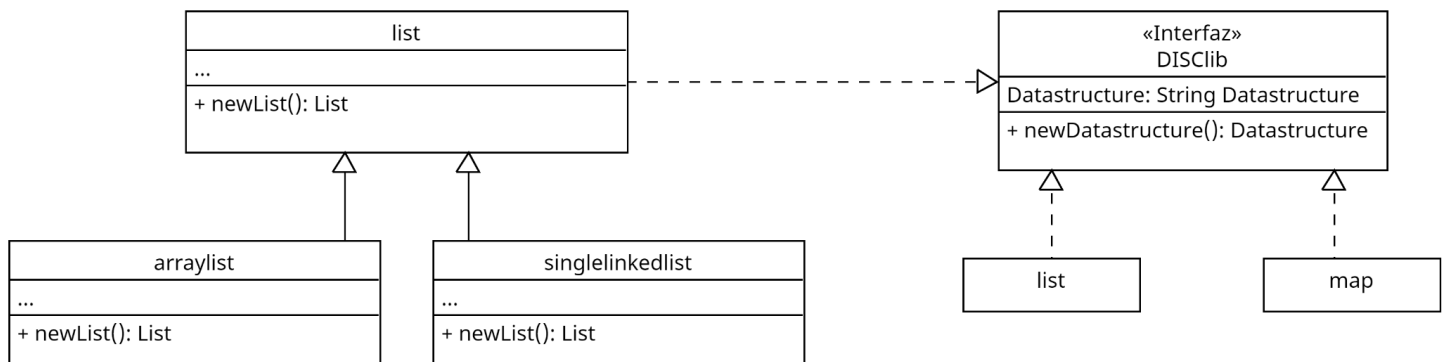 list
...
+ newList(): List
«Interfaz»
DISClib
Datastructure: String Datastructure
+ newDatastructure(): Datastructure
arraylist
...
+ newList(): List
singlelinkedlist
...
+ newList(): List
list
map